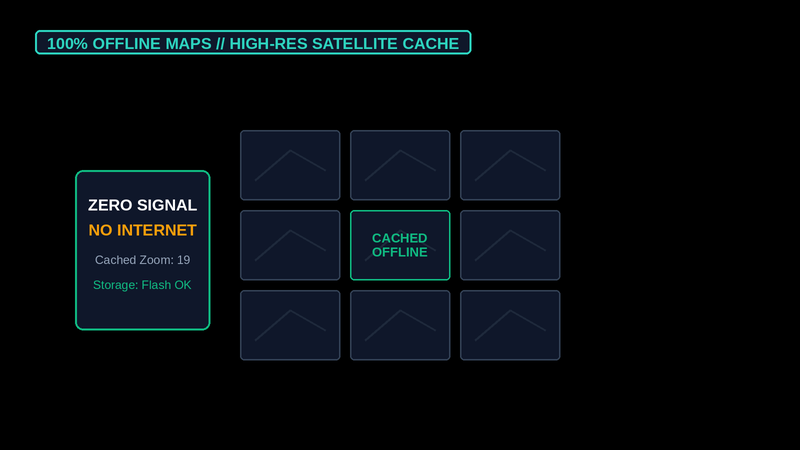 100% OFFLINE MAPS // HIGH-RES SATELLITE CACHE
ZERO SIGNAL
NO INTERNET
Cached Zoom: 19
Storage: Flash OK
CACHED
OFFLINE